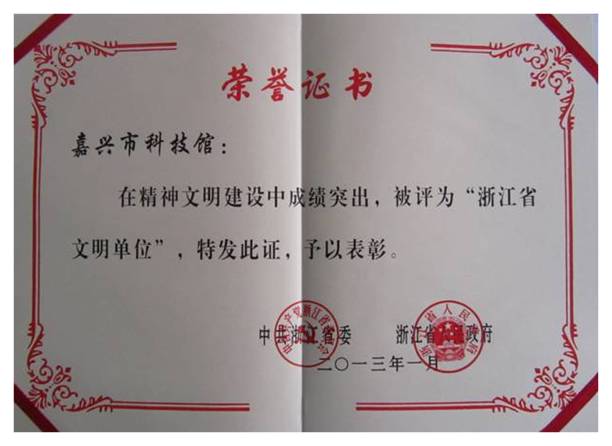 荣誉证书
嘉兴市科技馆：
在精神文明建设中成绩突出，被评为“浙江省
文明单位”，特发此证，予以表彰。
中共浙江省委 浙江省人民政府
二〇一三年一月